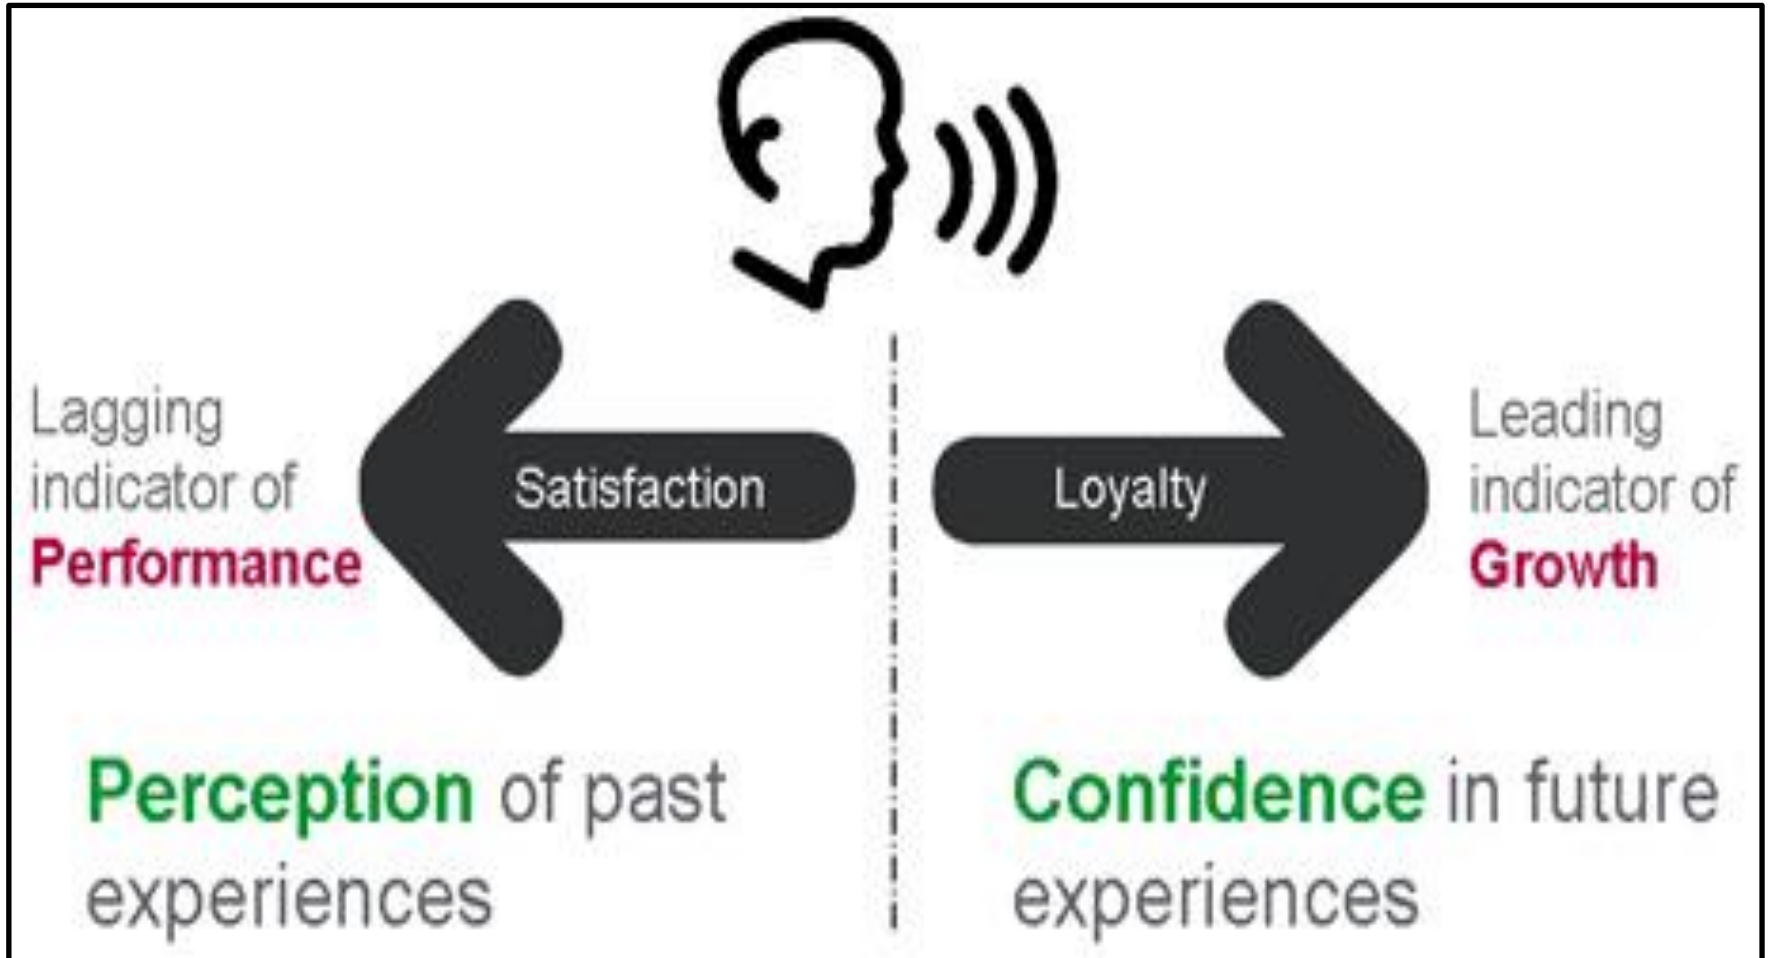 Lagging
indicator of
Performance
Satisfaction
Loyalty
Leading
indicator of
Growth
Perception of past
experiences
Confidence in future
experiences